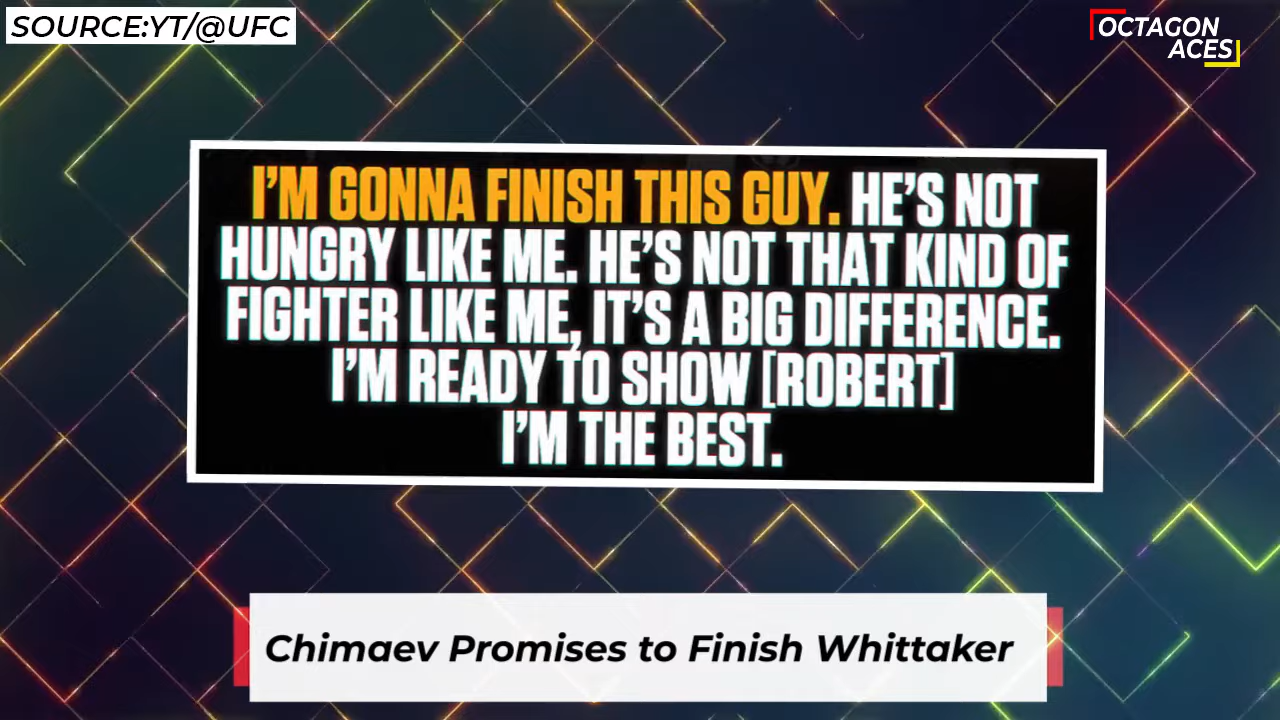 SOURCE:YT/@UFC
OCTAGON
ACES
I'M GONNA FINISH THIS GUY. HE'S NOT
HUNGRY LIKE ME. HE'S NOT THAT KIND OF
FIGHTER LIKE ME, IT'S A BIG DIFFERENCE.
I'M READY TO SHOW [ROBERT]
I'M THE BEST.
Chimaev Promises to Finish Whittaker